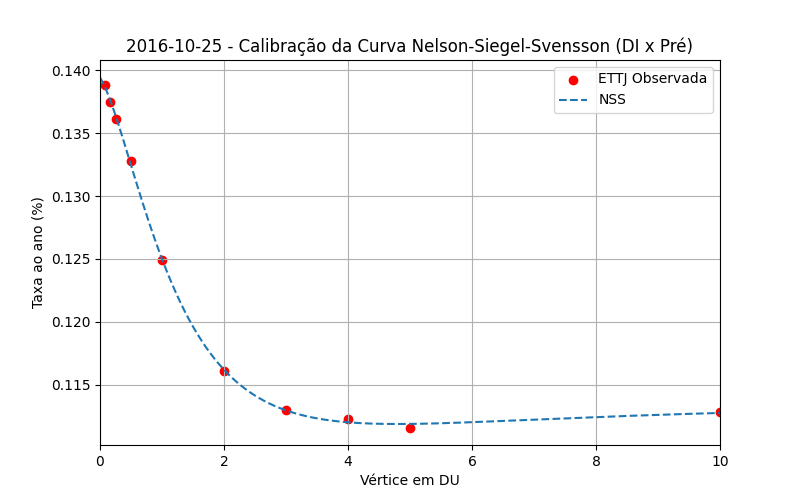 2016-10-25 - Calibração da Curva Nelson-Siegel-Svensson (DI x Pré)
ETTJ Observada
NSS
Taxa ao ano (%)
0.140
0.135
0.130
0.125
0.120
0.115
0
2
4
6
8
10
Vértice em DU